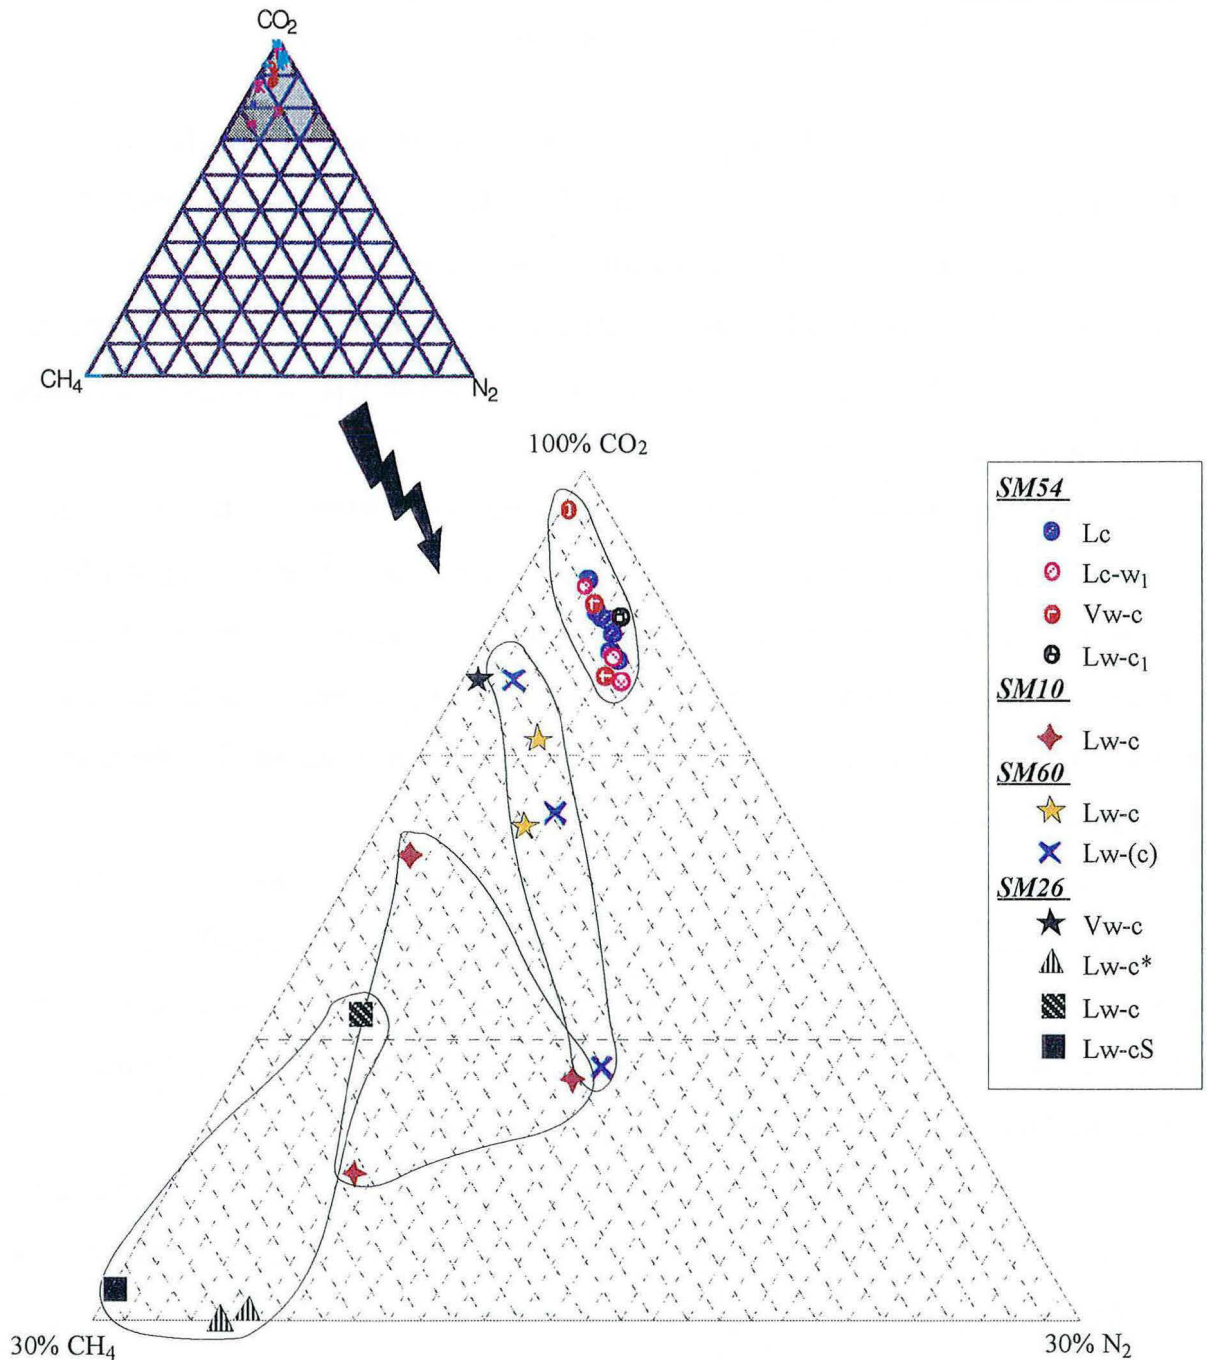 CO₂
CH₄
N₂
100% CO₂
SM54
Lc
Lc-w₁
Vw-c
Lw-c₁
SM10
Lw-c
SM60
Lw-c
Lw-(c)
SM26
Vw-c
Lw-c*
Lw-c
Lw-cS
30% CH₄
30% N₂